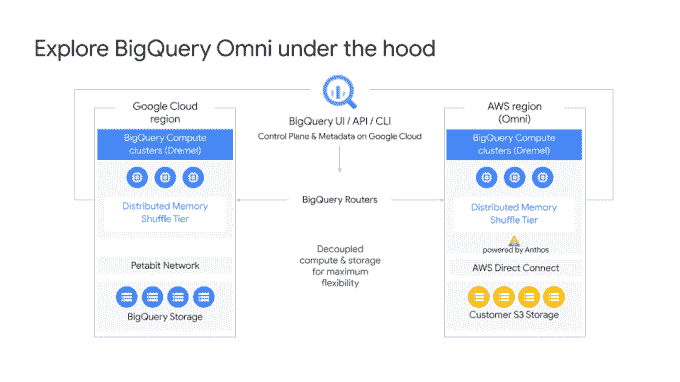 Explore BigQuery Omni under the hood
Google Cloud
region
BigQuery Compute
clusters (Dremel)
Distributed Memory
Shuffle Tier
Petabit Network
BigQuery Storage
BigQuery UI / API / CLI
Control Plane & Metadata on Google Cloud
BigQuery Routers
Decoupled
compute & storage
for maximum
flexibility
AWS region
(Omni)
BigQuery Compute
clusters (Dremel)
Distributed Memory
Shuffle Tier
powered by Anthos
AWS Direct Connect
Customer S3 Storage